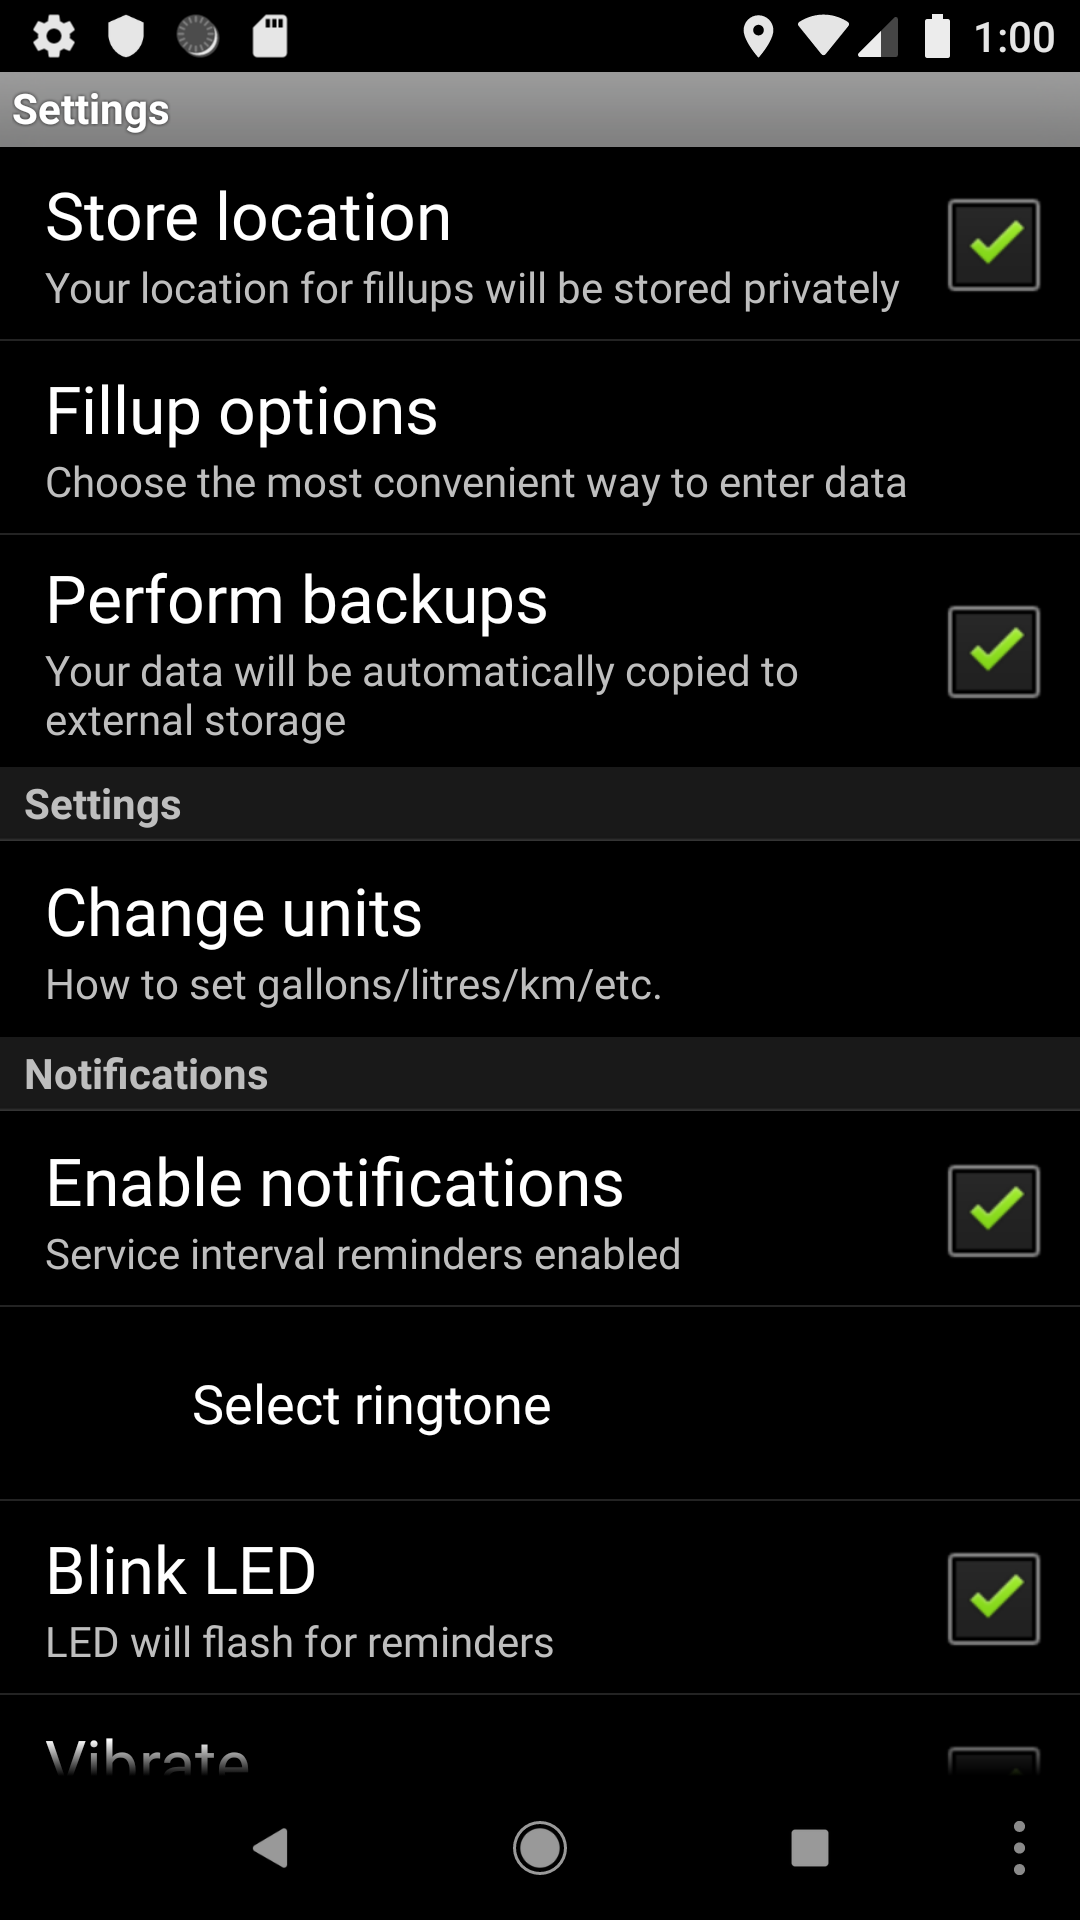 1:00
Settings
Store location
Your location for fillups will be stored privately
Fillup options
Choose the most convenient way to enter data
Perform backups
Your data will be automatically copied to
external storage
Settings
Change units
How to set gallons/litres/km/etc.
Notifications
Enable notifications
Service interval reminders enabled
Select ringtone
Blink LED
LED will flash for reminders
Vibrate